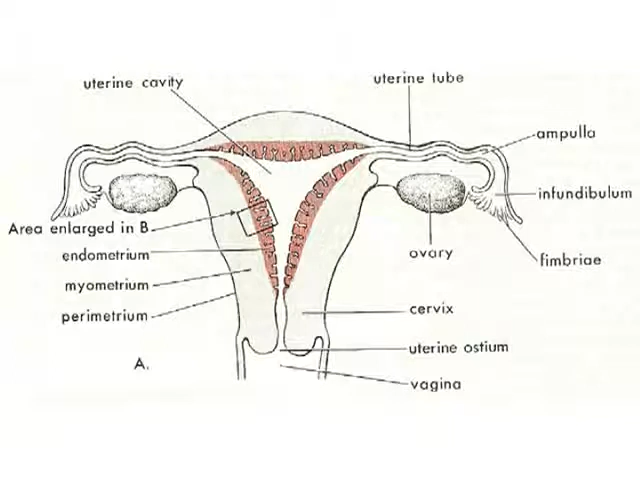 uterine cavity
uterine tube
ampulla
infundibulum
Area enlarged in B.
endometrium
ovary
fimbriae
myometrium
cervix
perimetrium
uterine ostium
A.
vagina